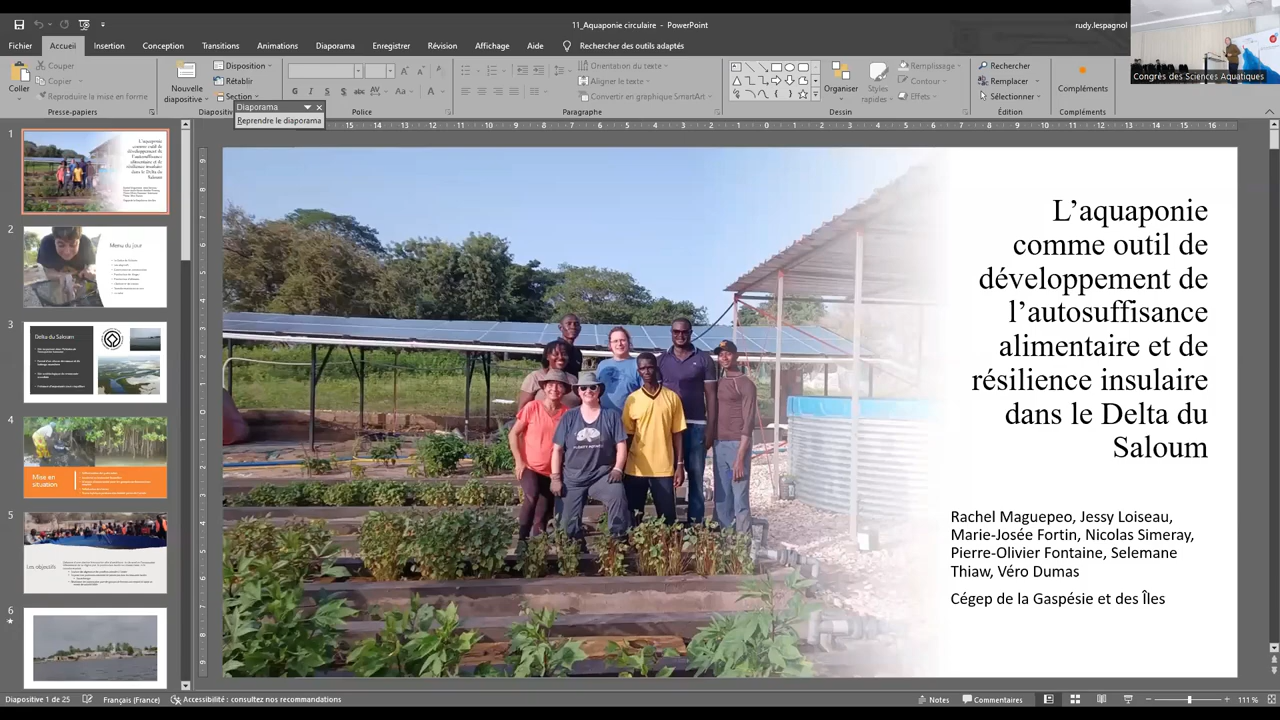 11_Aquaponie circulaire - PowerPoint
rudy.lespagnol
Fichier
Accueil
Insertion
Conception
Transitions
Animations
Diaporama
Enregistrer
Révision
Affichage
Aide
Rechercher des outils adaptés
Congrès des Sciences Aquatiques
Coller
Couper
Copier
Reproduire la mise en forme
Presse-papiers
Nouvelle
diapositive
Disposition
Rétablir
Section
Diaporama
Reprendre le diaporama
Police
Orientation du texte
Aligner le texte
Convertir en graphique SmartArt
Paragraphe
Organiser
Styles
rapides
Remplissage
Contour
Effets
Dessin
Rechercher
Remplacer
Sélectionner
Édition
Compléments
Compléments
1
2
Menu du jour
3
Delta du Saloum
4
Mise en
situation
5
Les objectifs
6
L’aquaponie
comme outil de
développement de
l’autosuffisance
alimentaire et de
résilience insulaire
dans le Delta du
Saloum
Rachel Maguepeo, Jessy Loiseau,
Marie-Josée Fortin, Nicolas Simeray,
Pierre-Olivier Fontaine, Selemane
Thiaw, Véro Dumas
Cégep de la Gaspésie et des Îles
Diapositive 1 de 25
Français (France)
Accessibilité : consultez nos recommandations
Notes
Commentaires
111 %